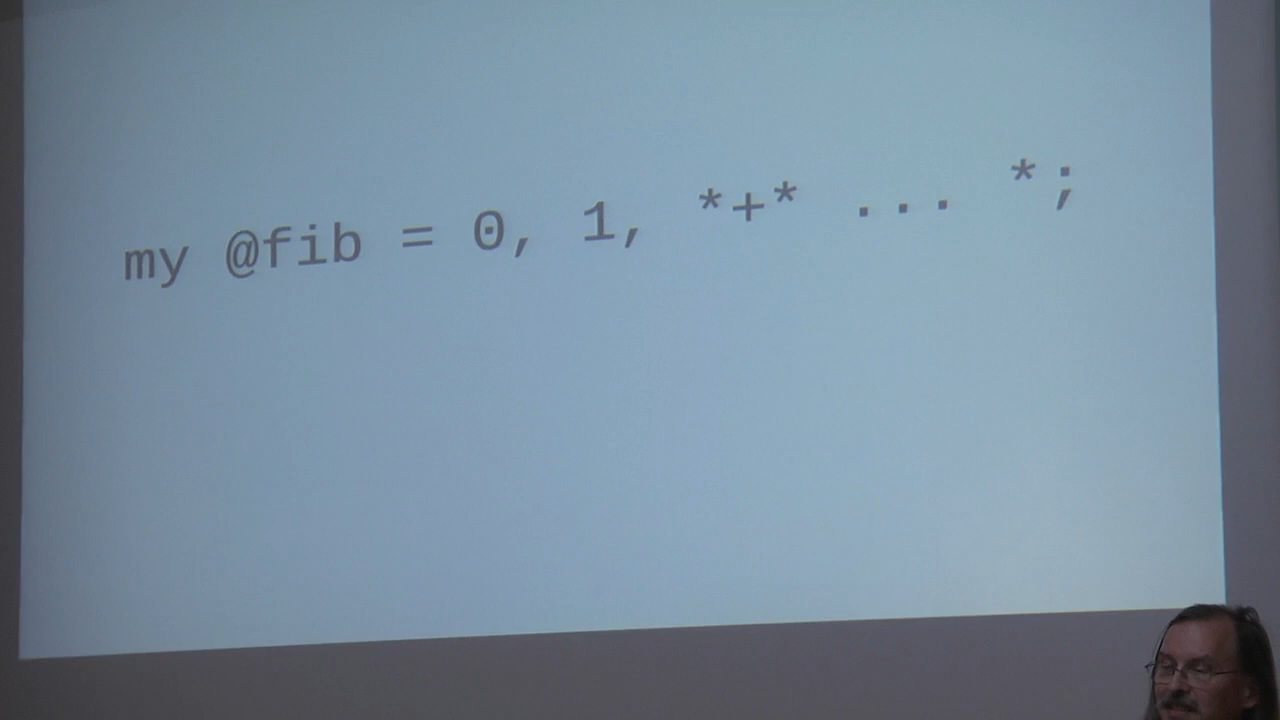 my @fib = 0, 1, *+* ... *;